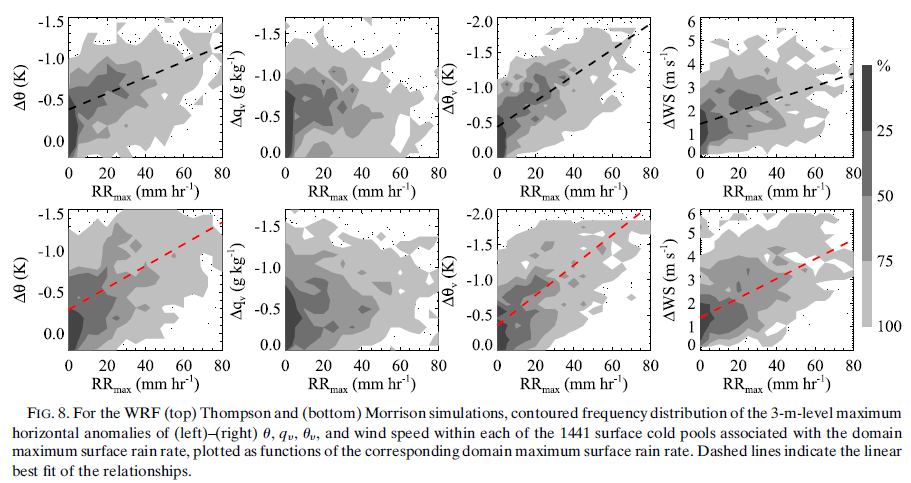 -1.5
-1.0
-0.5
0.0
Δθ (K)
0 20 40 60 80
RRmax (mm hr-1)
-1.5
-1.0
-0.5
0.0
Δqv (g kg-1)
0 20 40 60 80
RRmax (mm hr-1)
-2.0
-1.5
-1.0
-0.5
0.0
Δθv (K)
0 20 40 60 80
RRmax (mm hr-1)
6
5
4
3
2
1
0
ΔWS (m s-1)
0 20 40 60 80
RRmax (mm hr-1)
%
25
50
75
100
-1.5
-1.0
-0.5
0.0
Δθ (K)
0 20 40 60 80
RRmax (mm hr-1)
-1.5
-1.0
-0.5
0.0
Δqv (g kg-1)
0 20 40 60 80
RRmax (mm hr-1)
-2.0
-1.5
-1.0
-0.5
0.0
Δθv (K)
0 20 40 60 80
RRmax (mm hr-1)
6
5
4
3
2
1
0
ΔWS (m s-1)
0 20 40 60 80
RRmax (mm hr-1)
FIG. 8. For the WRF (top) Thompson and (bottom) Morrison simulations, contoured frequency distribution of the 3-m-level maximum
horizontal anomalies of (left)–(right) θ, qv, θv, and wind speed within each of the 1441 surface cold pools associated with the domain
maximum surface rain rate, plotted as functions of the corresponding domain maximum surface rain rate. Dashed lines indicate the linear
best fit of the relationships.